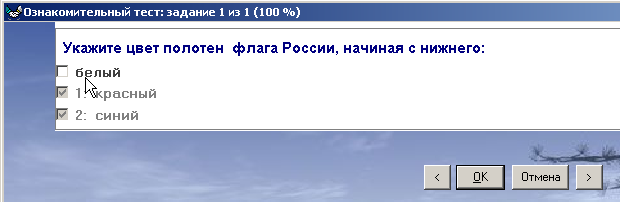 Ознакомительный тест: задание 1 из 1 (100 %)
Укажите цвет полотен флага России, начиная с нижнего:
белый
1: красный
2: синий
< OK Отмена >